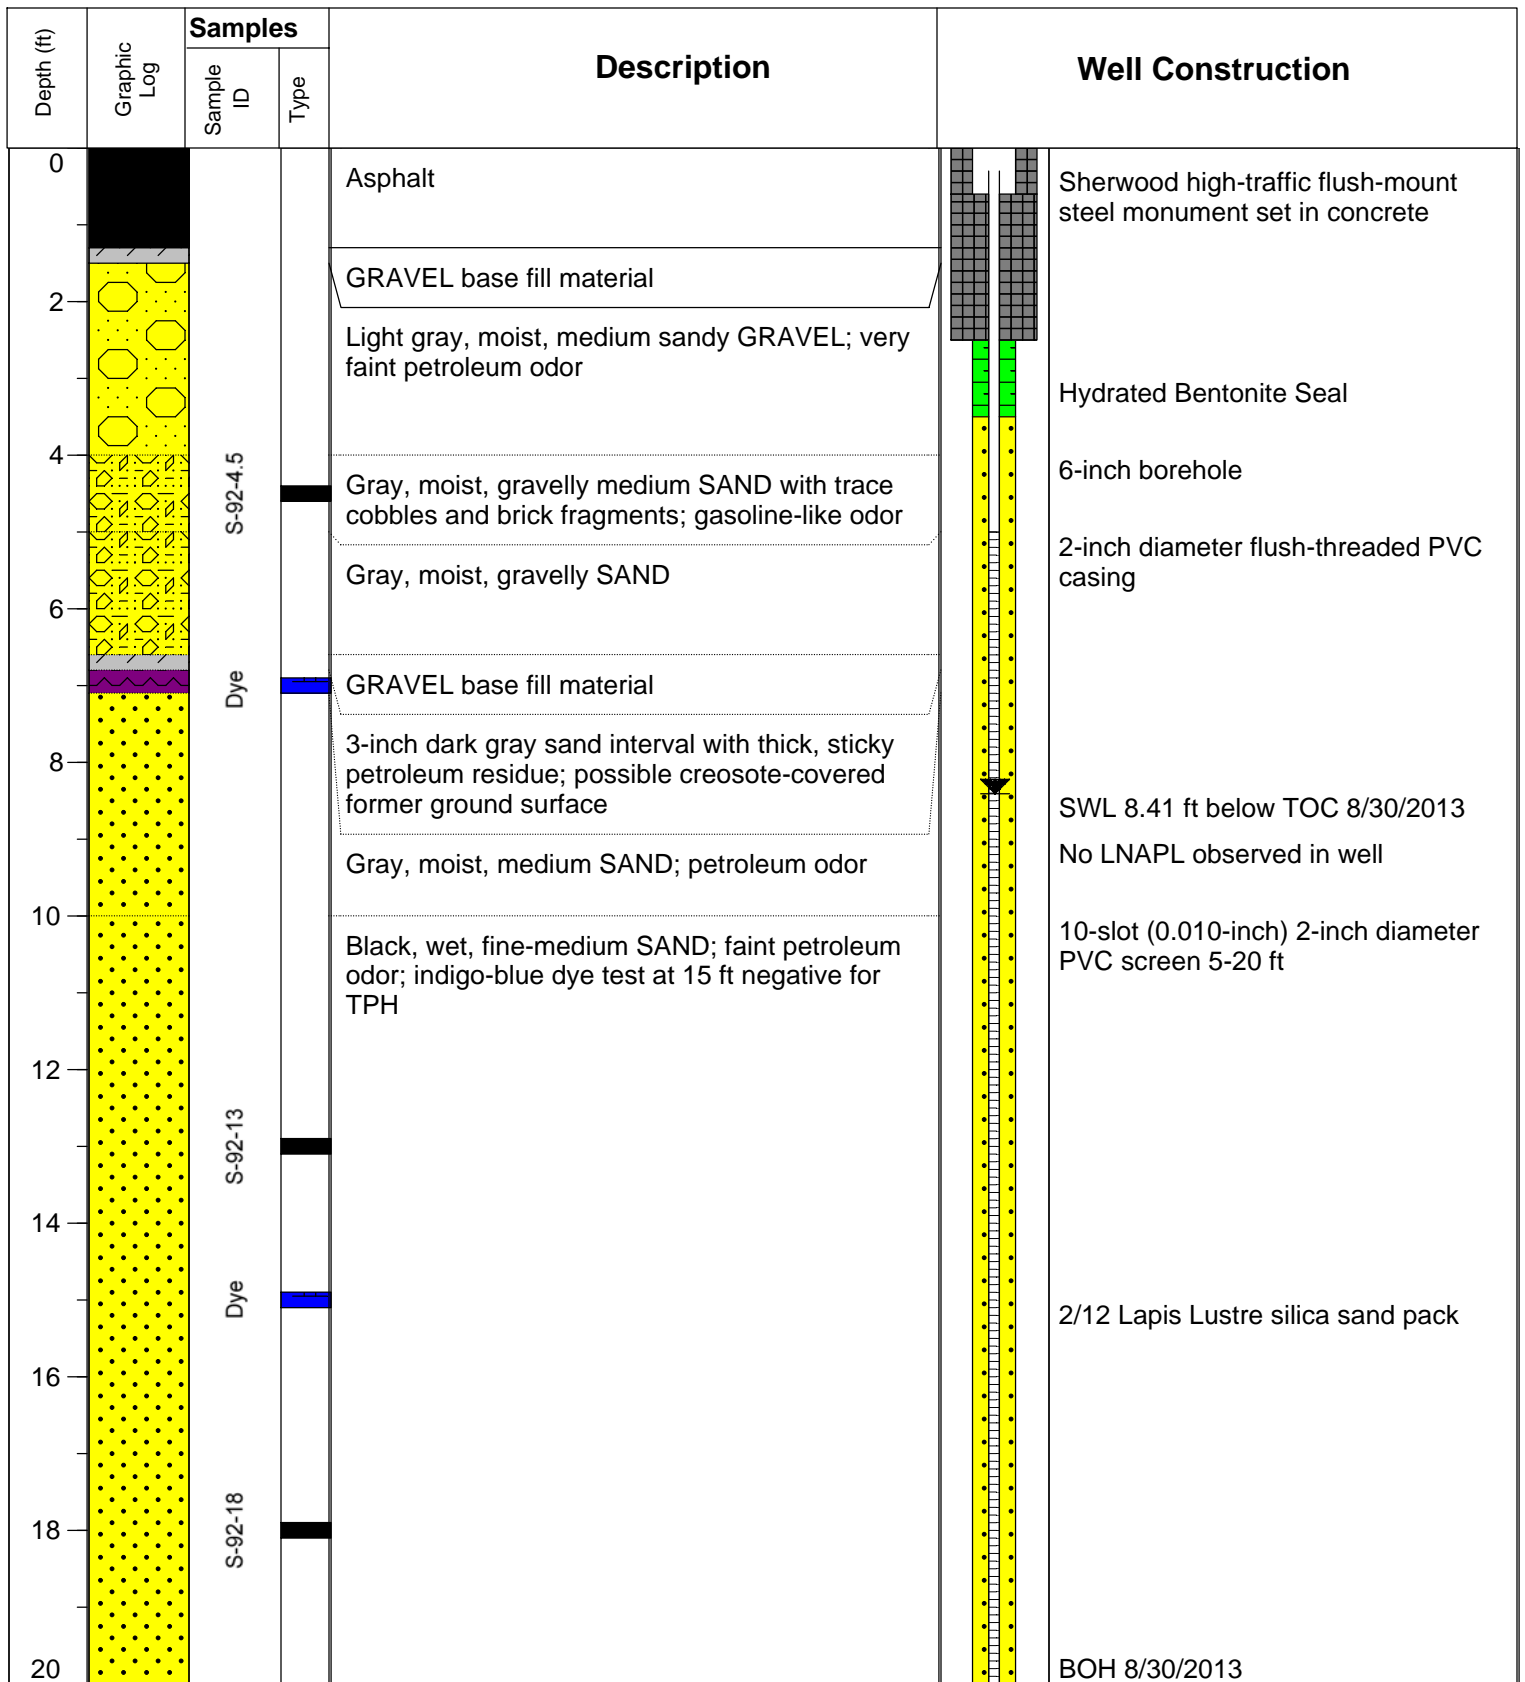 Depth (ft)
Graphic
Log
Samples
Sample
ID
Type
Description
Well Construction
0
2
4
6
8
10
12
14
16
18
20
S-92-4.5
Dye
S-92-13
Dye
S-92-18
Asphalt
GRAVEL base fill material
Light gray, moist, medium sandy GRAVEL; very
faint petroleum odor
Gray, moist, gravelly medium SAND with trace
cobbles and brick fragments; gasoline-like odor
Gray, moist, gravelly SAND
GRAVEL base fill material
3-inch dark gray sand interval with thick, sticky
petroleum residue; possible creosote-covered
former ground surface
Gray, moist, medium SAND; petroleum odor
Black, wet, fine-medium SAND; faint petroleum
odor; indigo-blue dye test at 15 ft negative for
TPH
Sherwood high-traffic flush-mount
steel monument set in concrete
Hydrated Bentonite Seal
6-inch borehole
2-inch diameter flush-threaded PVC
casing
SWL 8.41 ft below TOC 8/30/2013
No LNAPL observed in well
10-slot (0.010-inch) 2-inch diameter
PVC screen 5-20 ft
2/12 Lapis Lustre silica sand pack
BOH 8/30/2013